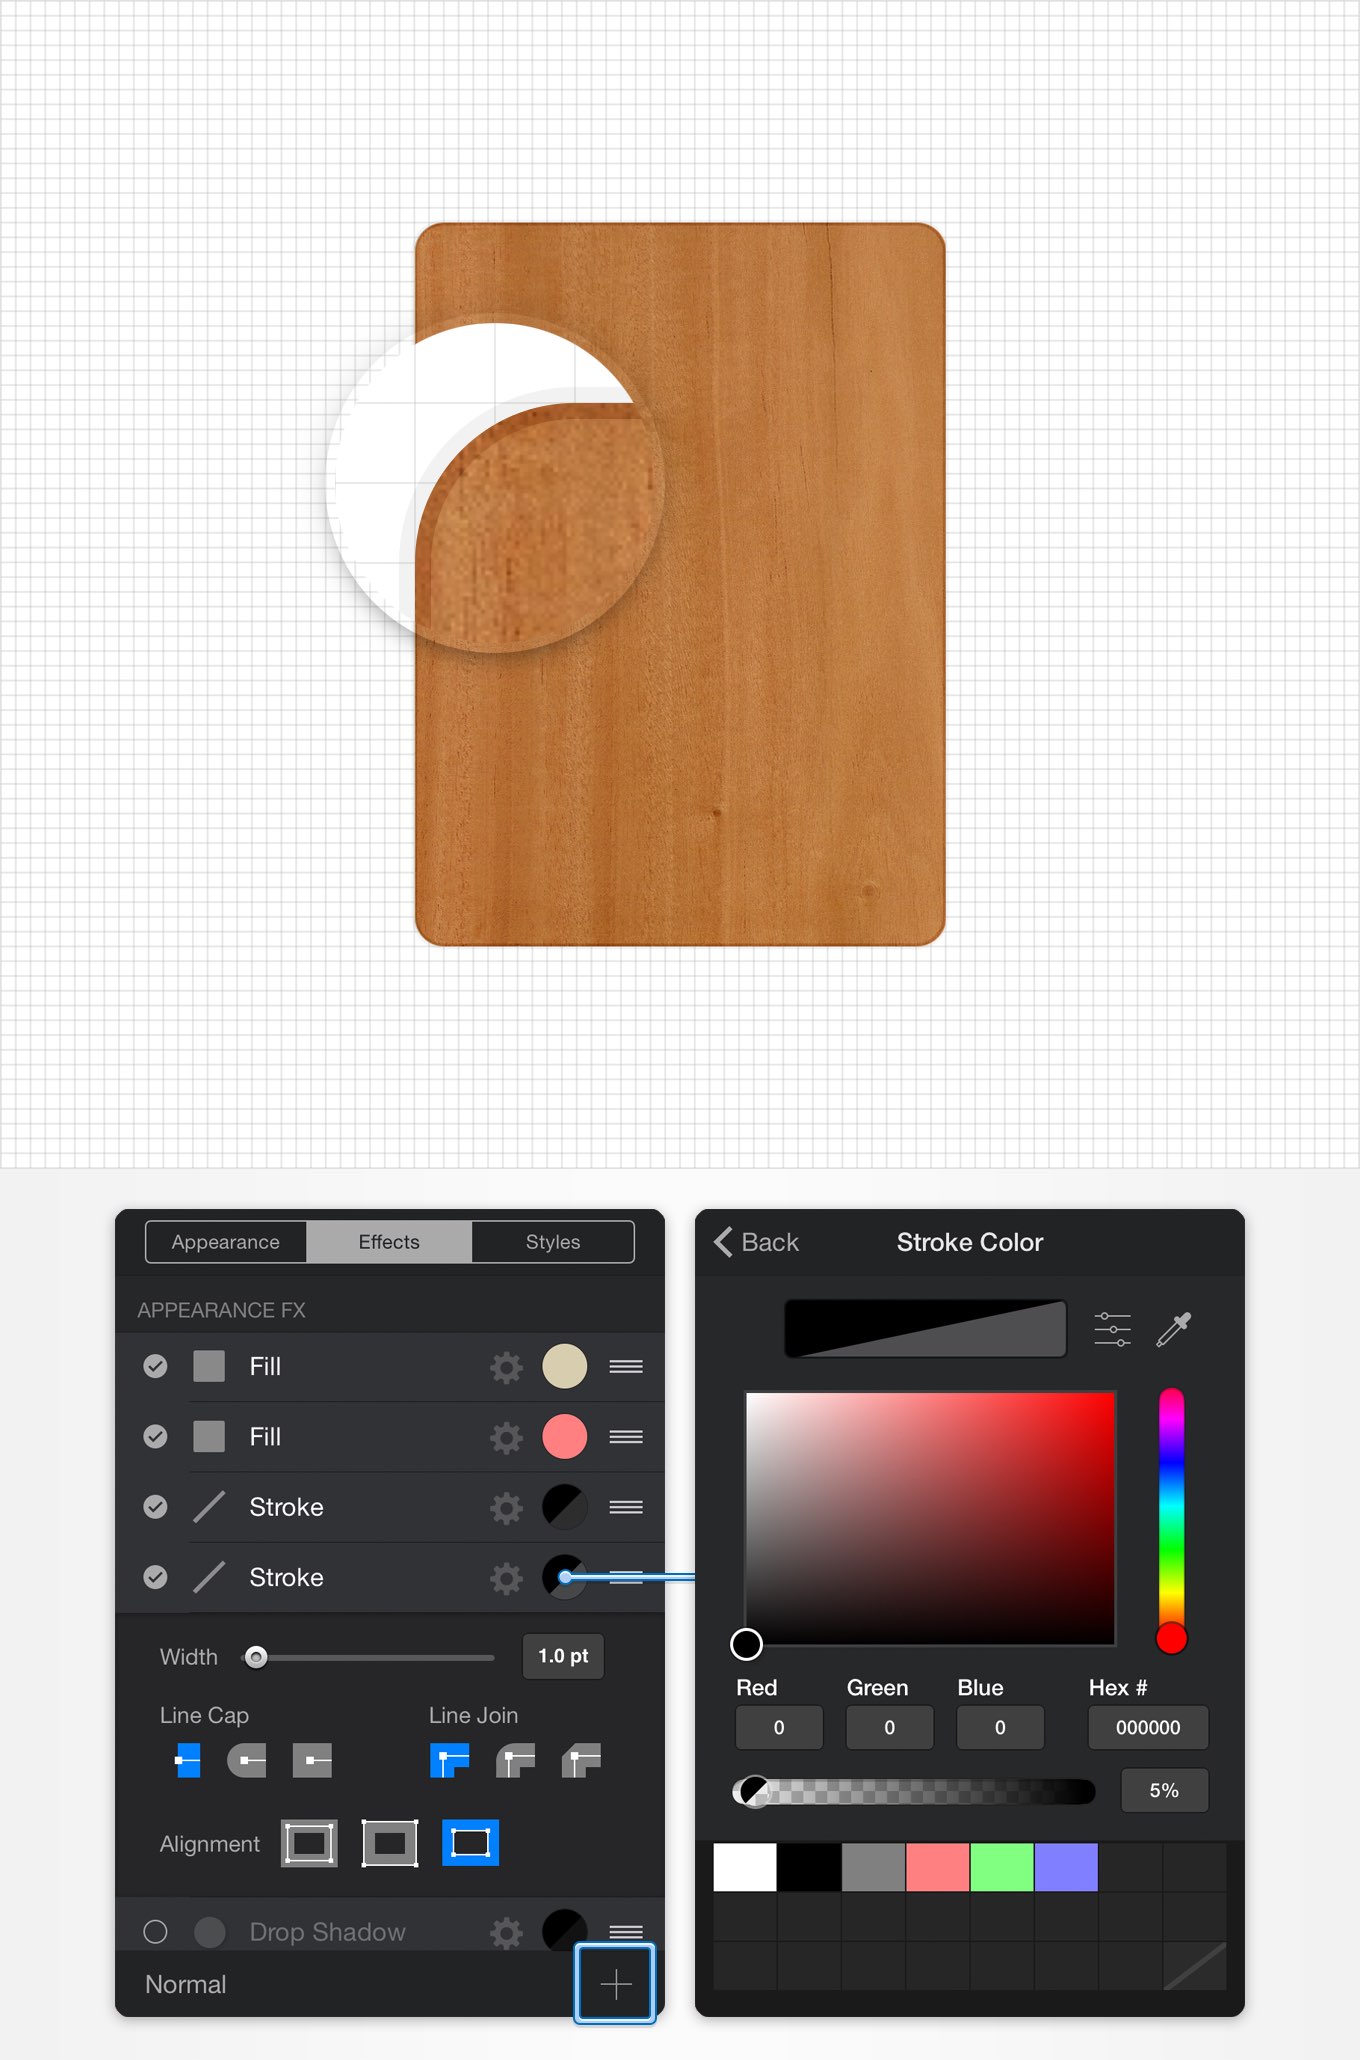 Appearance Effects Styles
APPEARANCE FX
Fill
Fill
Stroke
Stroke
Width 1.0 pt
Line Cap Line Join
Alignment
Drop Shadow
Normal
Back Stroke Color
Red Green Blue Hex #
0 0 0 000000
5%